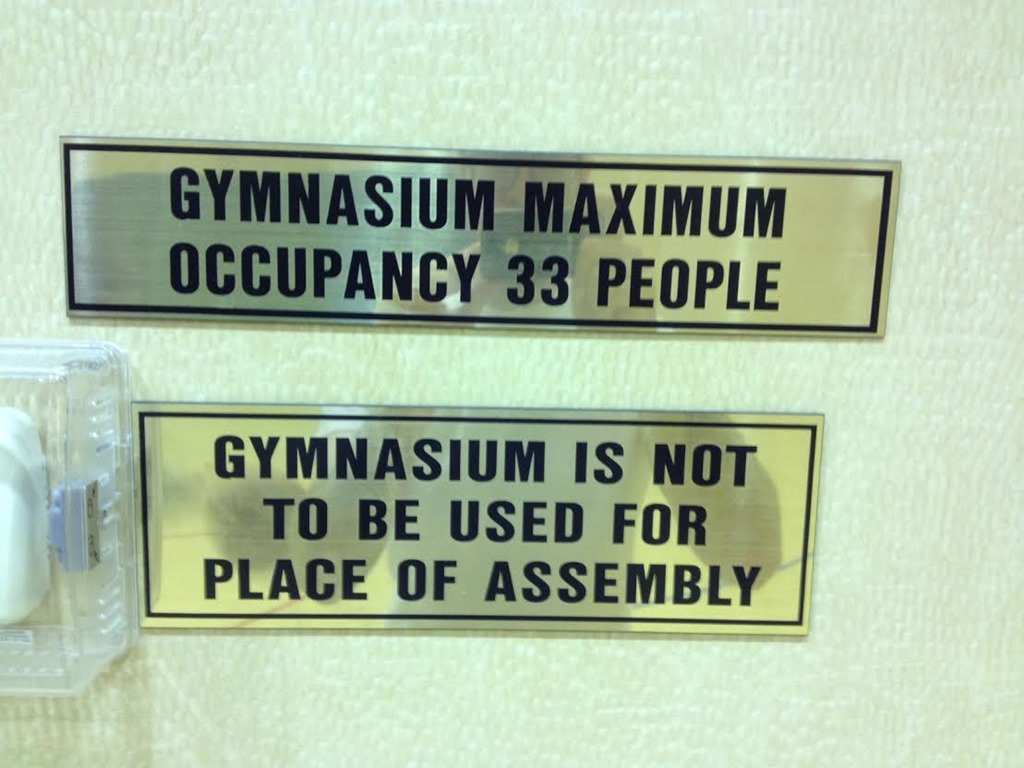 GYMNASIUM MAXIMUM
OCCUPANCY 33 PEOPLE
GYMNASIUM IS NOT
TO BE USED FOR
PLACE OF ASSEMBLY